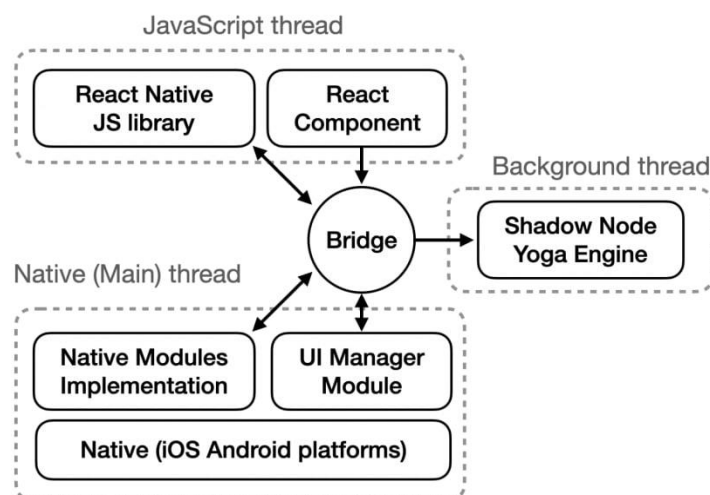 JavaScript thread
React Native
JS library
React
Component
Background thread
Shadow Node
Yoga Engine
Bridge
Native (Main) thread
Native Modules
Implementation
UI Manager
Module
Native (iOS Android platforms)